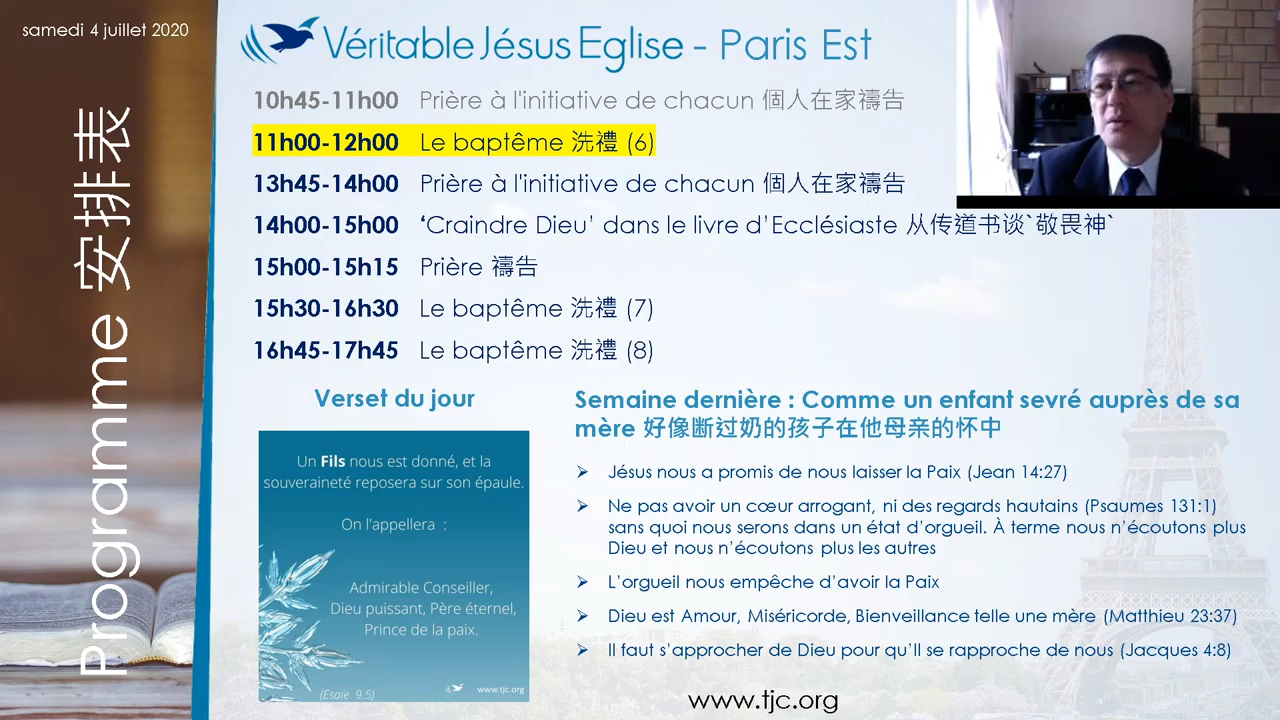 samedi 4 juillet 2020
Programme 安排表
Véritable Jésus Eglise - Paris Est
10h45-11h00 Prière à l'initiative de chacun 個人在家禱告
11h00-12h00 Le baptême 洗禮 (6)
13h45-14h00 Prière à l'initiative de chacun 個人在家禱告
14h00-15h00 ‘Craindre Dieu’ dans le livre d’Ecclésiaste 从传道书谈`敬畏神`
15h00-15h15 Prière 禱告
15h30-16h30 Le baptême 洗禮 (7)
16h45-17h45 Le baptême 洗禮 (8)
Verset du jour
Un Fils nous est donné, et la
souveraineté reposera sur son épaule.
On l'appellera :
Admirable Conseiller,
Dieu puissant, Père éternel,
Prince de la paix.
(Esaïe 9.5)
www.tjc.org
Semaine dernière : Comme un enfant sevré auprès de sa
mère 好像断过奶的孩子在他母亲的怀中
➢ Jésus nous a promis de nous laisser la Paix (Jean 14:27)
➢ Ne pas avoir un cœur arrogant, ni des regards hautains (Psaumes 131:1)
sans quoi nous serons dans un état d’orgueil. À terme nous n’écoutons plus
Dieu et nous n’écoutons plus les autres
➢ L’orgueil nous empêche d’avoir la Paix
➢ Dieu est Amour, Miséricorde, Bienveillance telle une mère (Matthieu 23:37)
➢ Il faut s’approcher de Dieu pour qu’Il se rapproche de nous (Jacques 4:8)
www.tjc.org